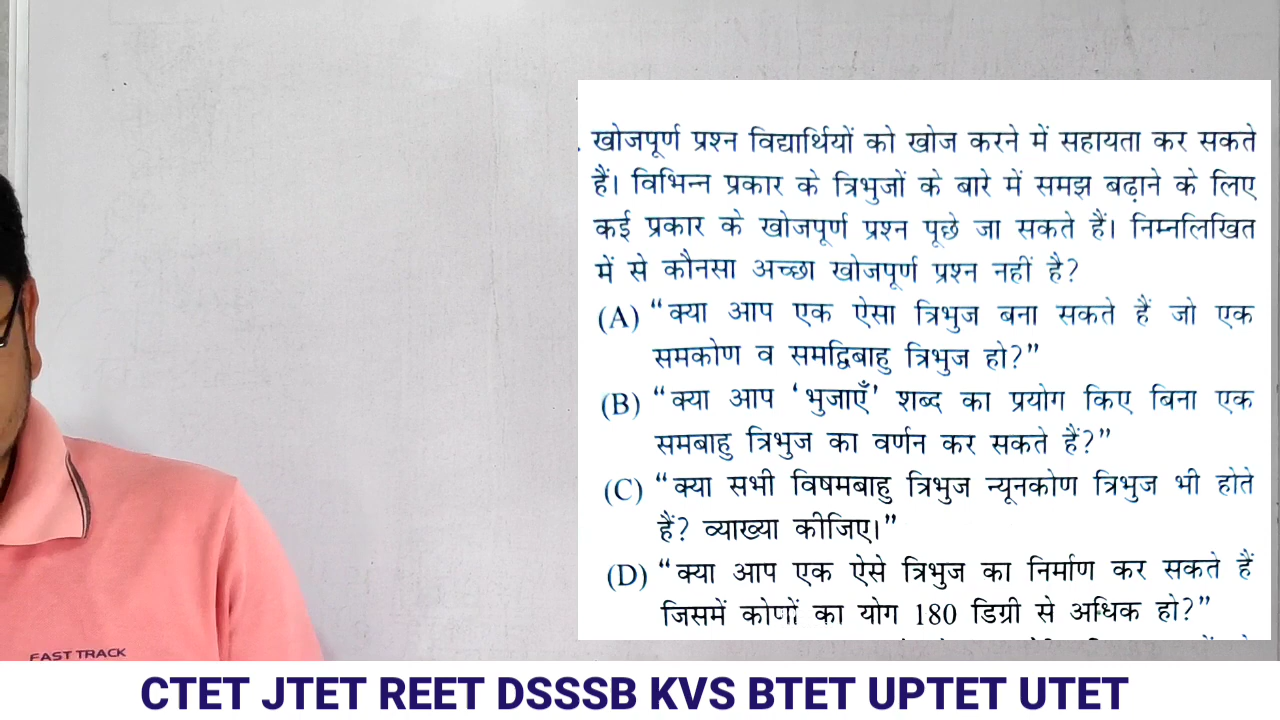 खोजपूर्ण प्रश्न विद्यार्थियों को खोज करने में सहायता कर सकते
हैं। विभिन्न प्रकार के त्रिभुजों के बारे में समझ बढ़ाने के लिए
कई प्रकार के खोजपूर्ण प्रश्न पूछे जा सकते हैं। निम्नलिखित
में से कौनसा अच्छा खोजपूर्ण प्रश्न नहीं है?
(A) “क्या आप एक ऐसा त्रिभुज बना सकते हैं जो एक
समकोण व समद्विबाहु त्रिभुज हो?”
(B) “क्या आप ‘भुजाएँ’ शब्द का प्रयोग किए बिना एक
समबाहु त्रिभुज का वर्णन कर सकते हैं?”
(C) “क्या सभी विषमबाहु त्रिभुज न्यूनकोण त्रिभुज भी होते
हैं? व्याख्या कीजिए।”
(D) “क्या आप एक ऐसे त्रिभुज का निर्माण कर सकते हैं
जिसमें कोणों का योग 180 डिग्री से अधिक हो?”
FAST TRACK
CTET JTET REET DSSSB KVS BTET UPTET UTET